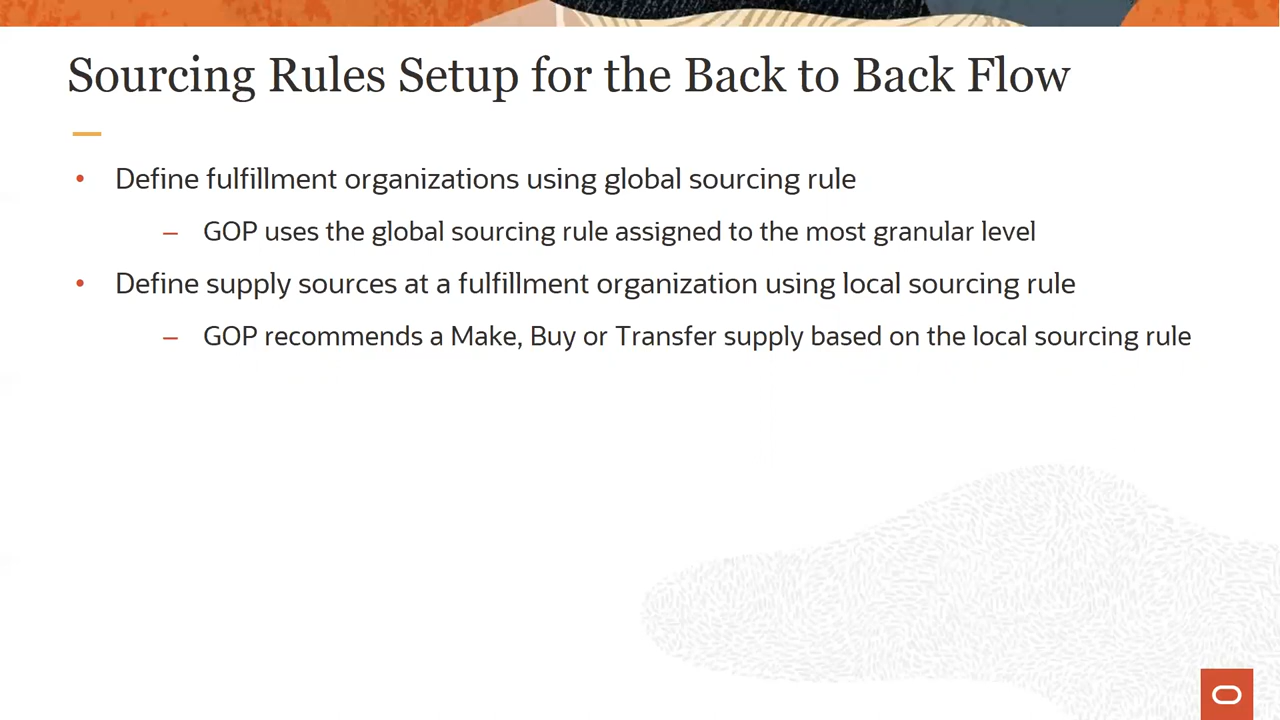 Sourcing Rules Setup for the Back to Back Flow
• Define fulfillment organizations using global sourcing rule
– GOP uses the global sourcing rule assigned to the most granular level
• Define supply sources at a fulfillment organization using local sourcing rule
– GOP recommends a Make, Buy or Transfer supply based on the local sourcing rule